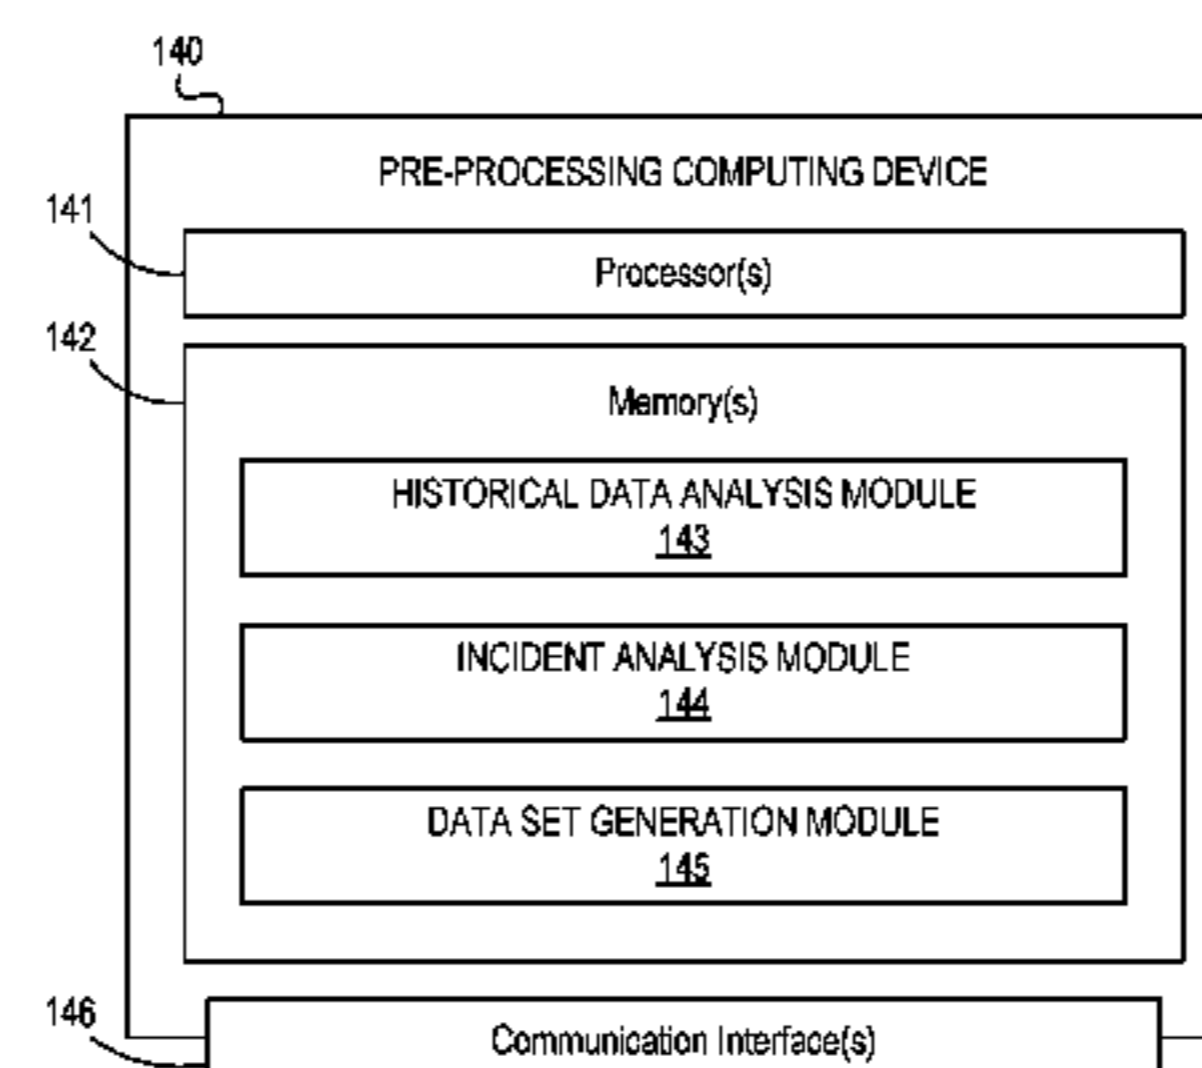 140
PRE-PROCESSING COMPUTING DEVICE
141
Processor(s)
142
Memory(s)
HISTORICAL DATA ANALYSIS MODULE
143
INCIDENT ANALYSIS MODULE
144
DATA SET GENERATION MODULE
145
146
Communication Interface(s)